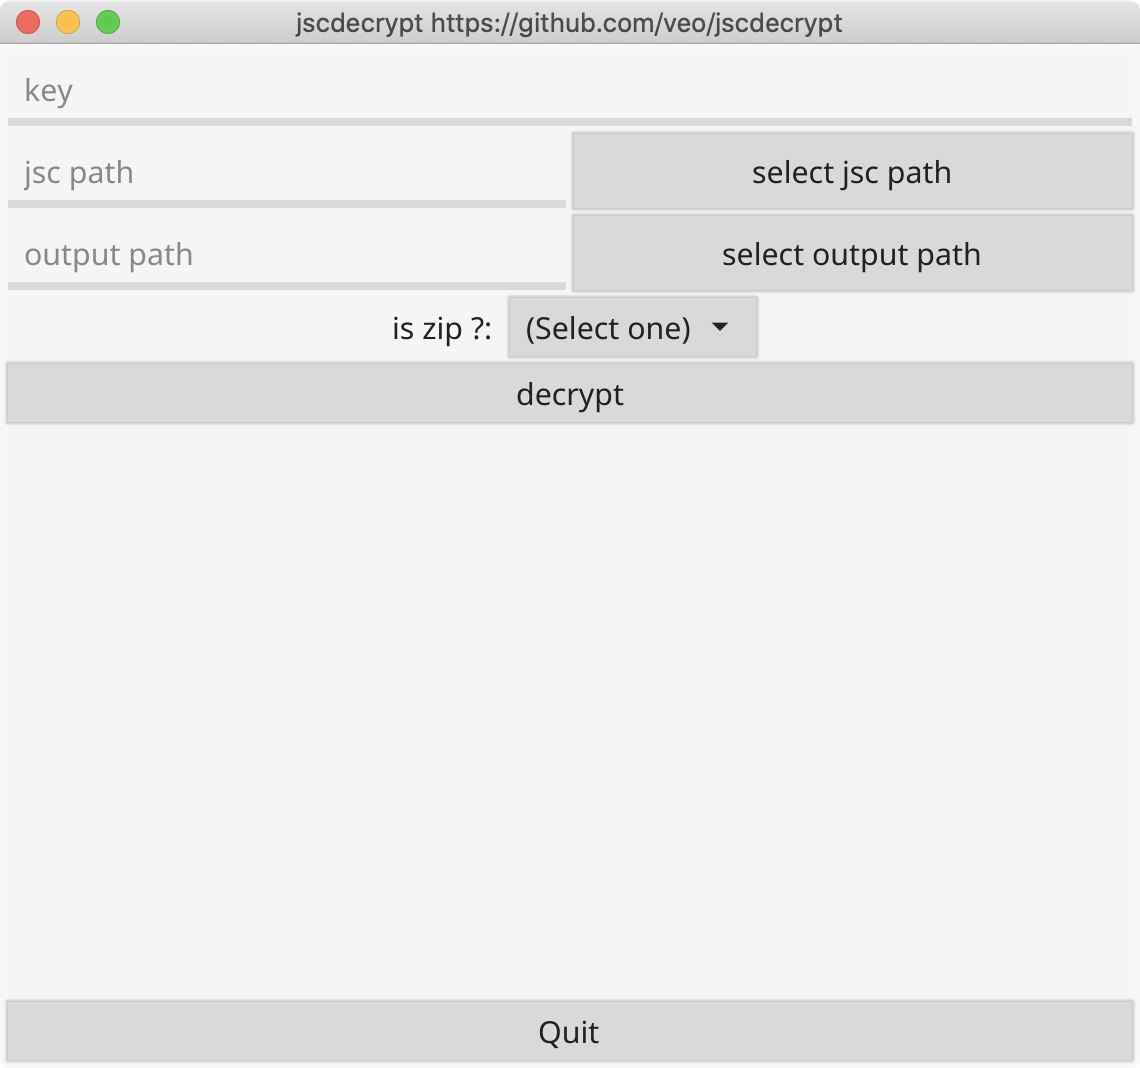 jscdecrypt https://github.com/veo/jscdecrypt
key
jsc path
select jsc path
output path
select output path
is zip ?: (Select one)
decrypt
Quit